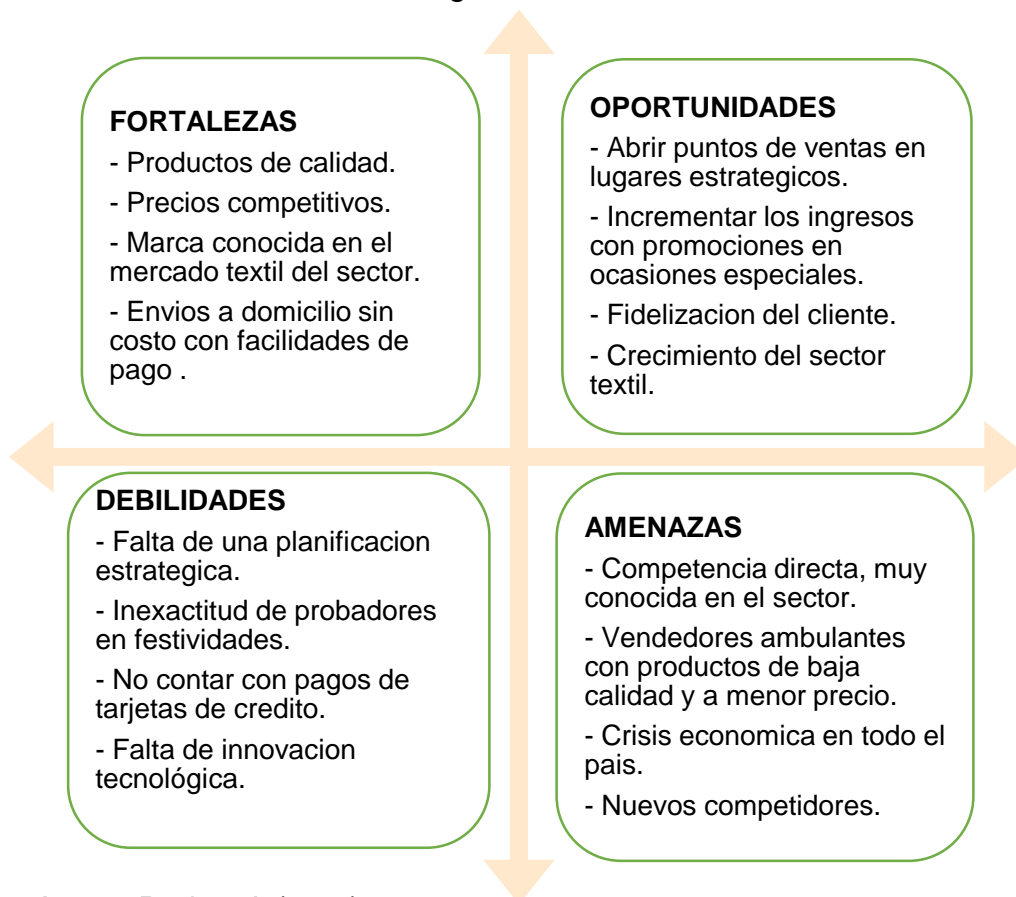 FORTALEZAS
- Productos de calidad.
- Precios competitivos.
- Marca conocida en el
mercado textil del sector.
- Envios a domicilio sin
costo con facilidades de
pago .
OPORTUNIDADES
- Abrir puntos de ventas en
lugares estrategicos.
- Incrementar los ingresos
con promociones en
ocasiones especiales.
- Fidelizacion del cliente.
- Crecimiento del sector
textil.
DEBILIDADES
- Falta de una planificacion
estrategica.
- Inexactitud de probadores
en festividades.
- No contar con pagos de
tarjetas de credito.
- Falta de innovacion
tecnológica.
AMENAZAS
- Competencia directa, muy
conocida en el sector.
- Vendedores ambulantes
con productos de baja
calidad y a menor precio.
- Crisis economica en todo el
pais.
- Nuevos competidores.